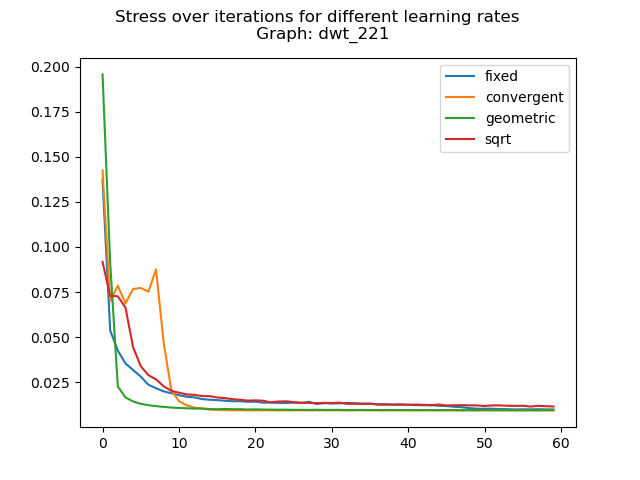 Stress over iterations for different learning rates
Graph: dwt_221
0.200
0.175
0.150
0.125
0.100
0.075
0.050
0.025
0 10 20 30 40 50 60
fixed
convergent
geometric
sqrt